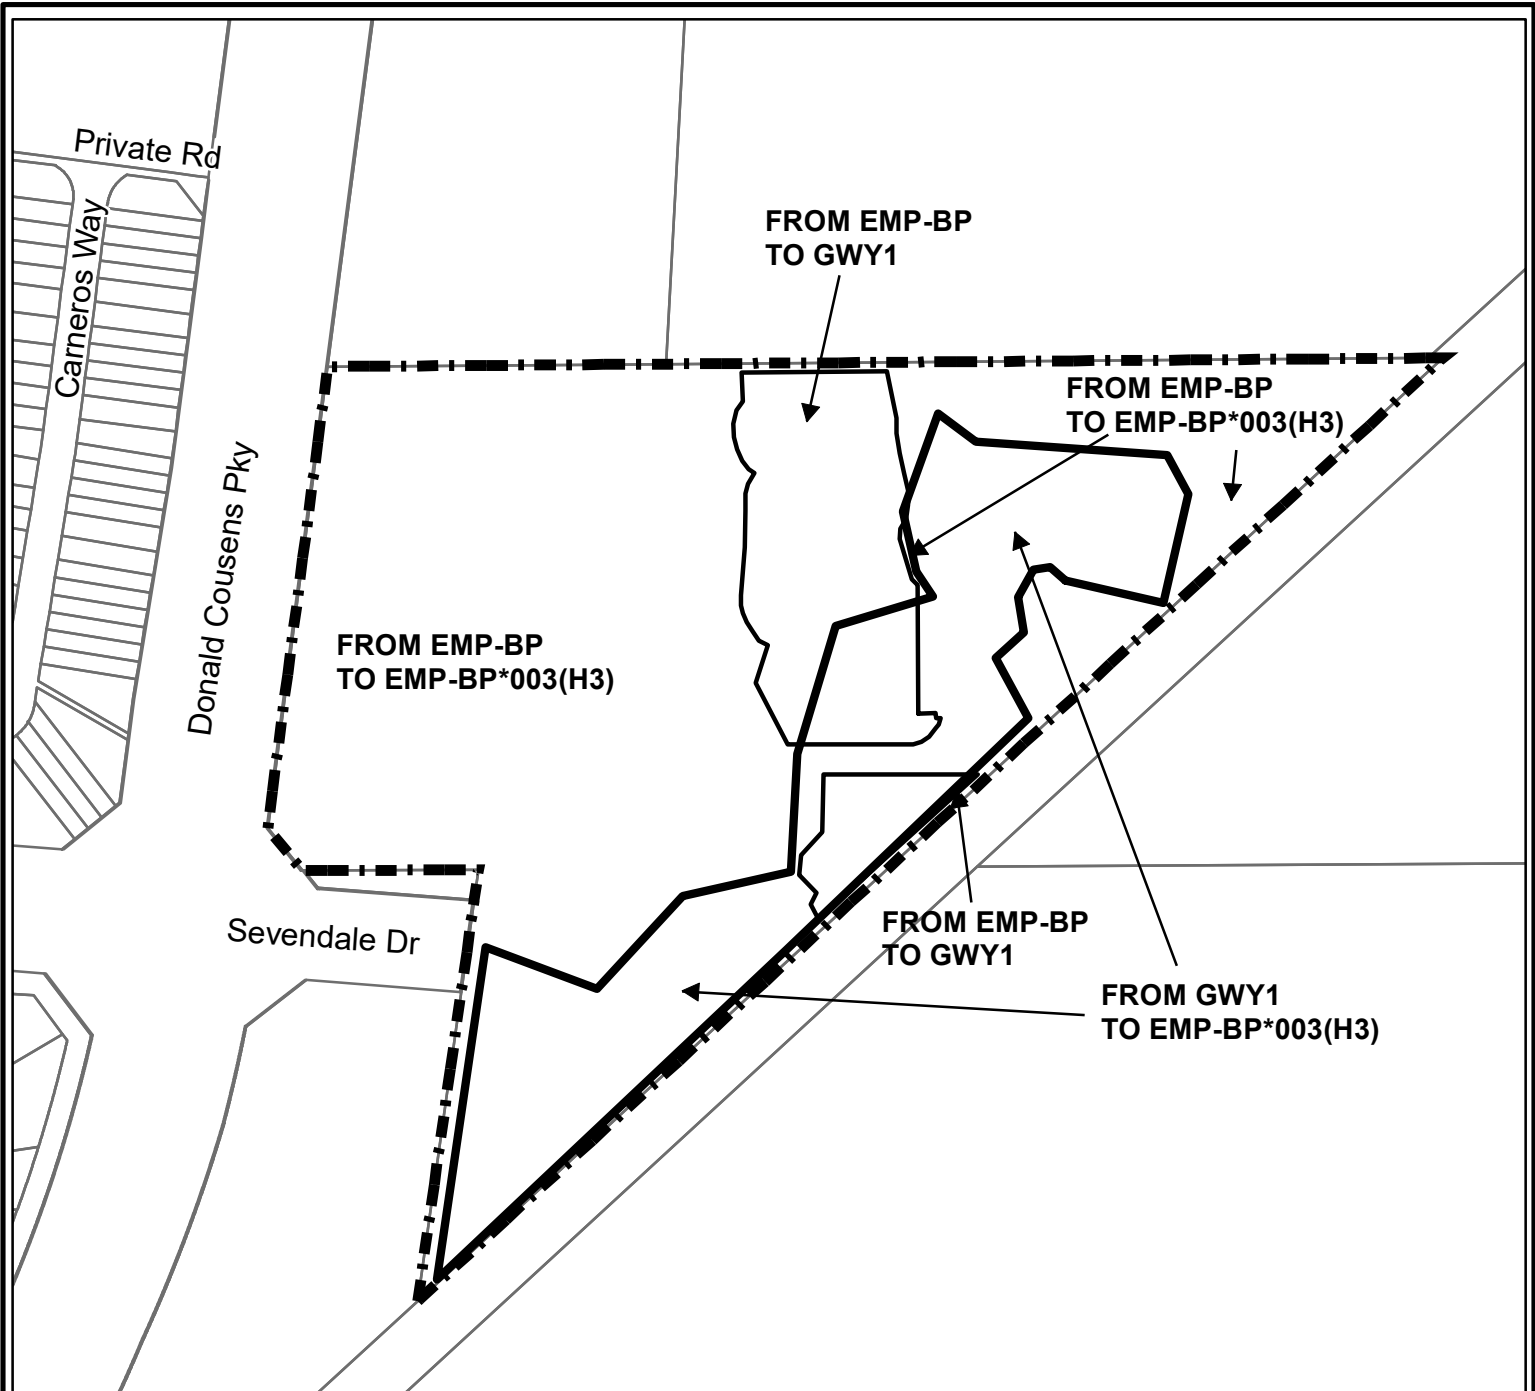 Private Rd
Carneros Way
FROM EMP-BP
TO GWY1
FROM EMP-BP
TO EMP-BP*003(H3)
Donald Cousens Pky
FROM EMP-BP
TO EMP-BP*003(H3)
Sevendale Dr
FROM EMP-BP
TO GWY1
FROM GWY1
TO EMP-BP*003(H3)